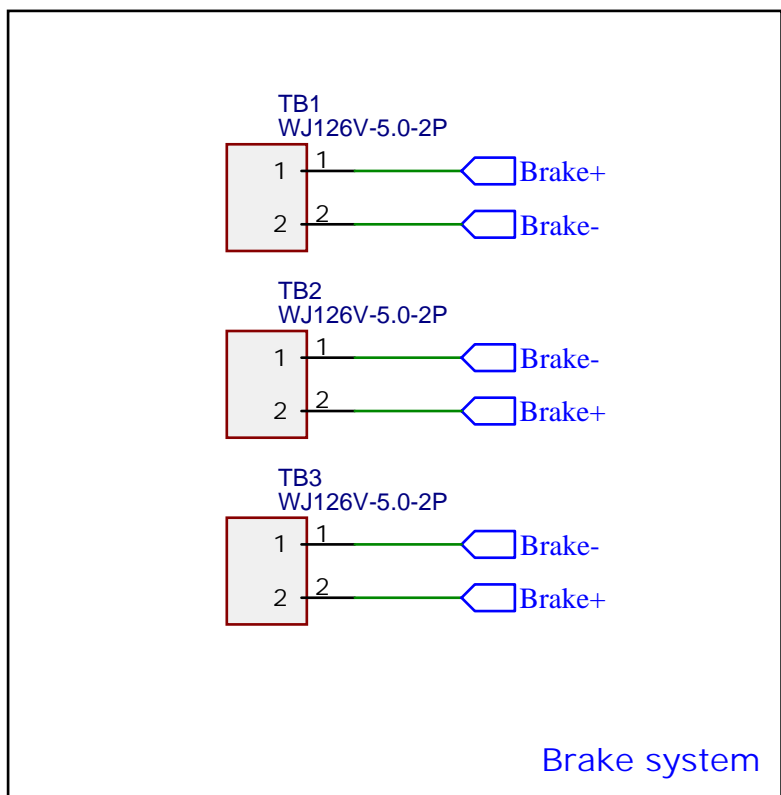 TB1
WJ126V-5.0-2P
1 1 Brake+
2 2 Brake-
TB2
WJ126V-5.0-2P
1 1 Brake-
2 2 Brake+
TB3
WJ126V-5.0-2P
1 1 Brake-
2 2 Brake+
Brake system